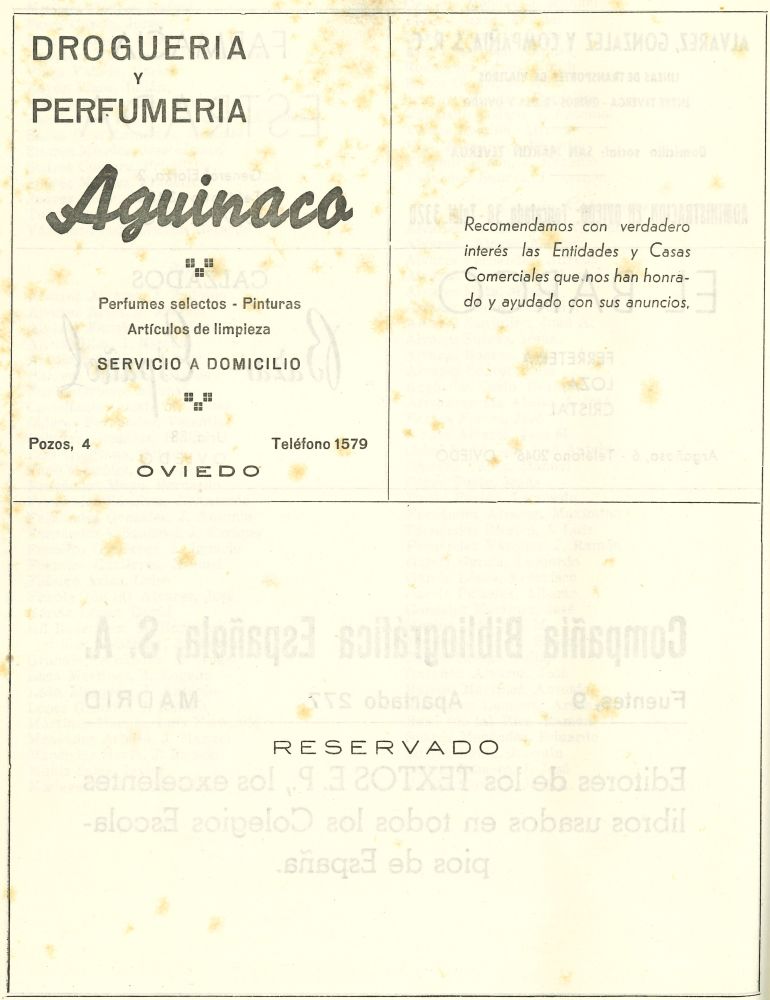 DROGUERIA
Y
PERFUMERIA
Aguinaco
Perfumes selectos - Pinturas
Artículos de limpieza
SERVICIO A DOMICILIO
Pozos, 4 Teléfono 1579
OVIEDO
Recomendamos con verdadero
interés las Entidades y Casas
Comerciales que nos han honra-
do y ayudado con sus anuncios.
RESERVADO